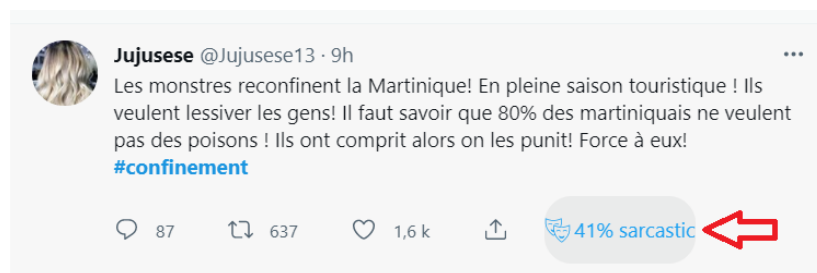 Jujusese @Jujusese13 · 9h
Les monstres reconfinent la Martinique! En pleine saison touristique ! Ils
veulent lessiver les gens! Il faut savoir que 80% des martiniquais ne veulent
pas des poisons ! Ils ont comprit alors on les punit! Force à eux!
#confinement
87 637 1,6 k 41% sarcastic